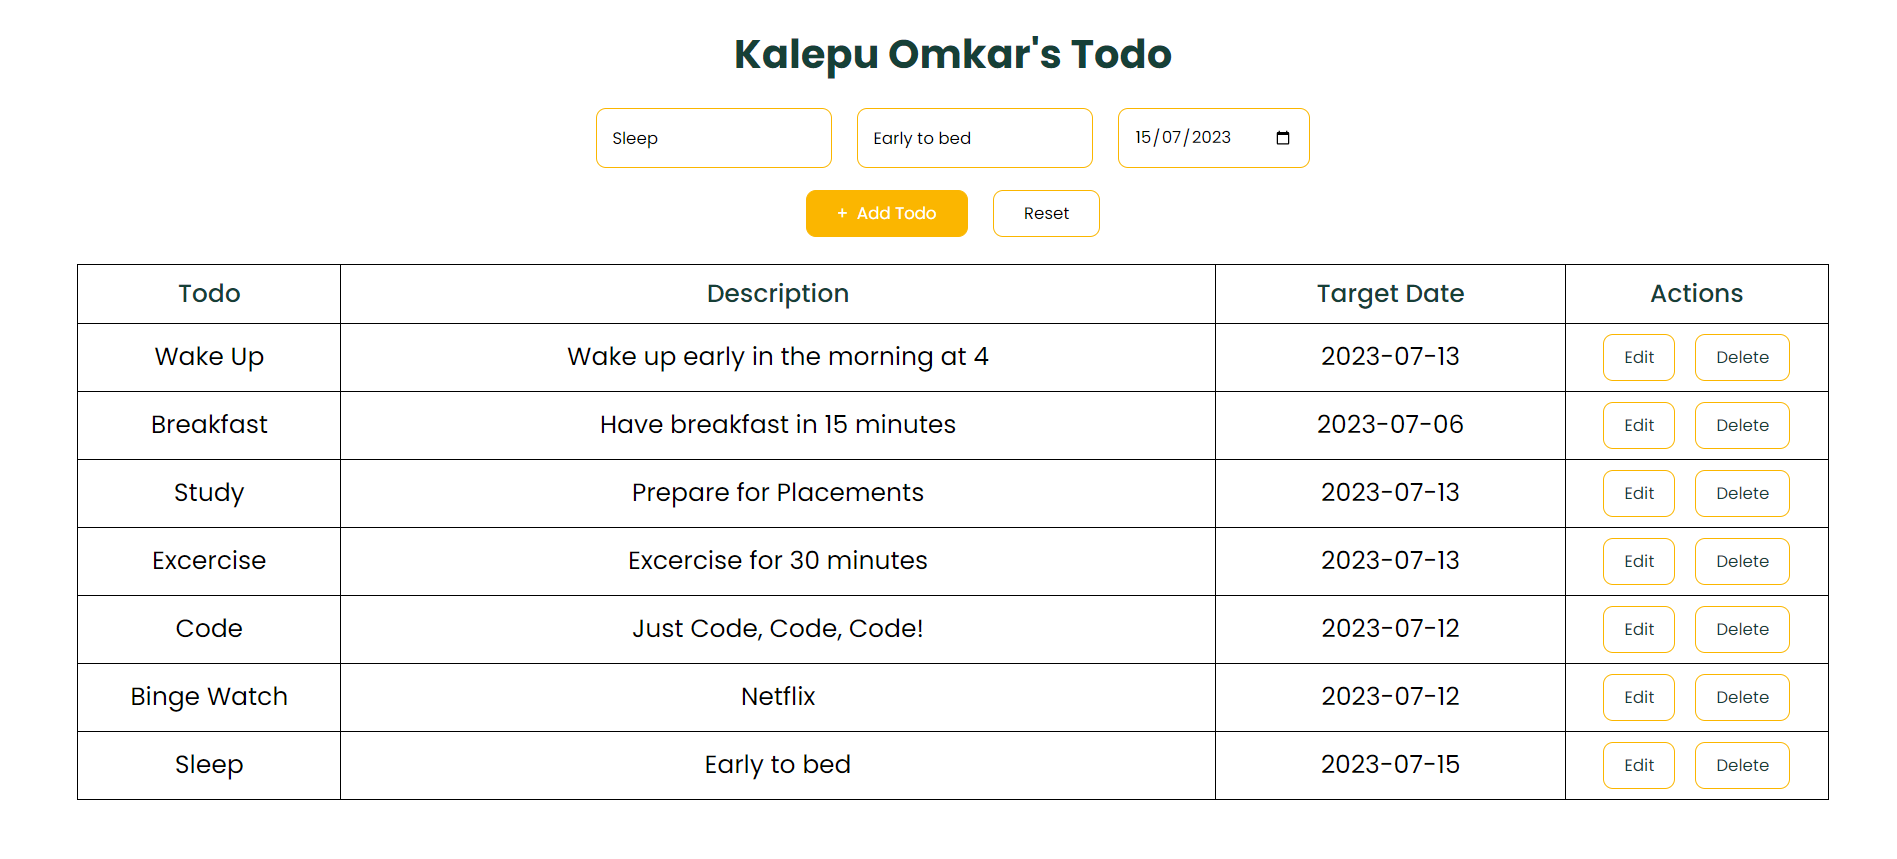 Kalepu Omkar's Todo
Sleep Early to bed 15/07/2023
+ Add Todo Reset
Todo Description Target Date Actions
Wake Up Wake up early in the morning at 4 2023-07-13 Edit Delete
Breakfast Have breakfast in 15 minutes 2023-07-06 Edit Delete
Study Prepare for Placements 2023-07-13 Edit Delete
Excercise Excercise for 30 minutes 2023-07-13 Edit Delete
Code Just Code, Code, Code! 2023-07-12 Edit Delete
Binge Watch Netflix 2023-07-12 Edit Delete
Sleep Early to bed 2023-07-15 Edit Delete